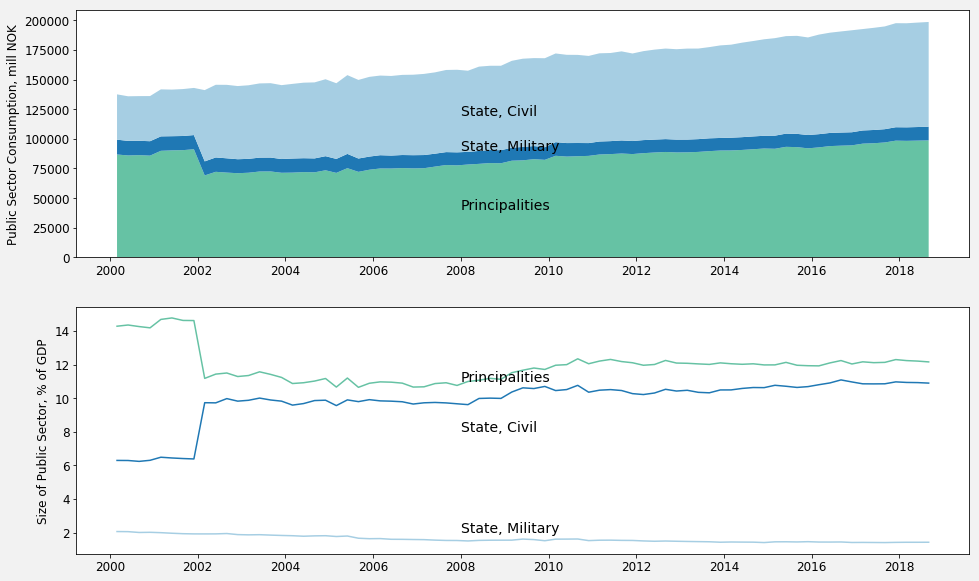 Public Sector Consumption, mill NOK
200000
175000
150000
125000
100000
75000
50000
25000
0
State, Civil
State, Military
Principalities
2000 2002 2004 2006 2008 2010 2012 2014 2016 2018
Size of Public Sector, % of GDP
14
12
10
8
6
4
2
Principalities
State, Civil
State, Military
2000 2002 2004 2006 2008 2010 2012 2014 2016 2018